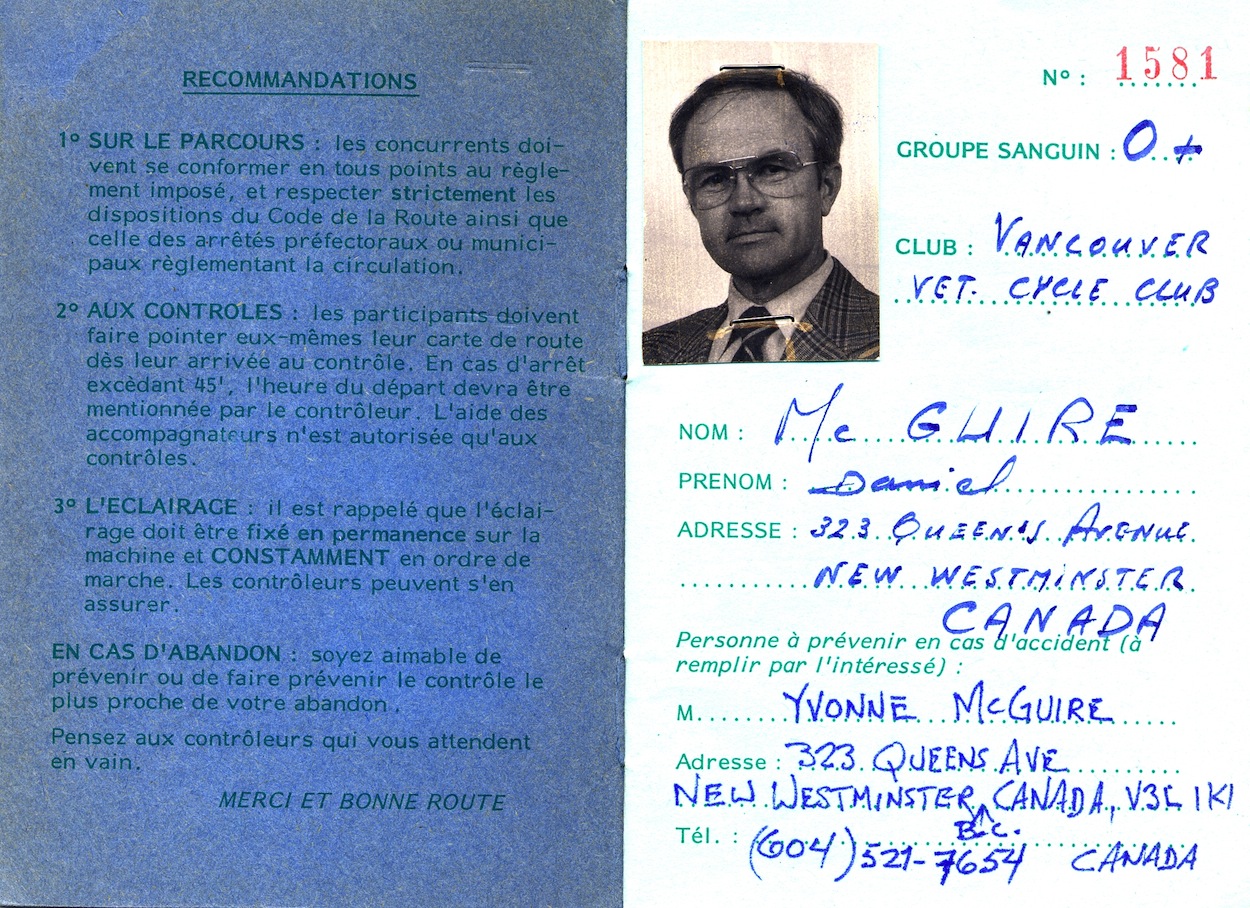 RECOMMANDATIONS
1° SUR LE PARCOURS : les concurrents doi-
vent se conformer en tous points au règle-
ment imposé, et respecter strictement les
dispositions du Code de la Route ainsi que
celle des arrêtés préfectoraux ou munici-
paux règlementant la circulation.
2° AUX CONTROLES : les participants doivent
faire pointer eux-mêmes leur carte de route
dès leur arrivée au contrôle. En cas d'arrêt
excèdant 45', l'heure du départ devra être
mentionnée par le contrôleur. L'aide des
accompagnateurs n'est autorisée qu'aux
contrôles.
3° L'ECLAIRAGE : il est rappelé que l'éclai-
rage doit être fixé en permanence sur la
machine et CONSTAMMENT en ordre de
marche. Les contrôleurs peuvent s'en
assurer.
EN CAS D'ABANDON : soyez aimable de
prévenir ou de faire prévenir le contrôle le
plus proche de votre abandon.
Pensez aux contrôleurs qui vous attendent
en vain.
MERCI ET BONNE ROUTE
N° : 1581
GROUPE SANGUIN : O +
CLUB : VANCOUVER
VET. CYCLE CLUB
NOM : Mc GUIRE
PRENOM : Daniel
ADRESSE : 323 QUEEN'S AVENUE
NEW WESTMINSTER
CANADA
Personne à prévenir en cas d'accident (à
remplir par l'intéressé) :
M. YVONNE McGUIRE
Adresse : 323 QUEENS AVE
NEW WESTMINSTER, CANADA, V3L 1K1
B.C.
Tél. : (604) 521-7654 CANADA